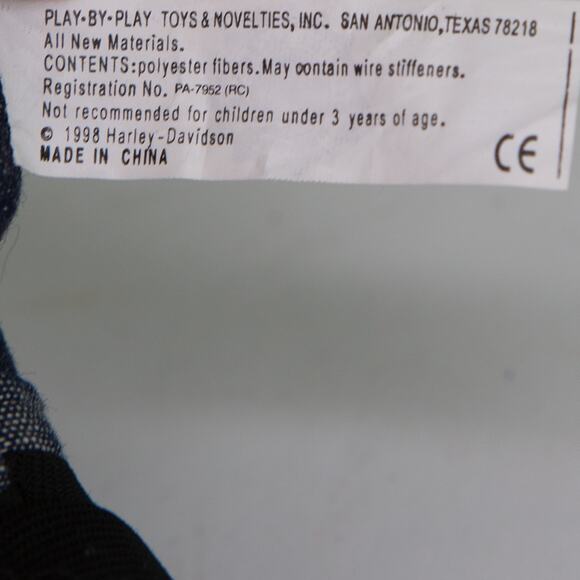 PLAY-BY-PLAY TOYS & NOVELTIES, INC. SAN ANTONIO, TEXAS 78218
All New Materials.
CONTENTS:polyester fibers. May contain wire stiffeners.
Registration No. PA-7952 (RC)
Not recommended for children under 3 years of age.
© 1998 Harley-Davidson
MADE IN CHINA
CE